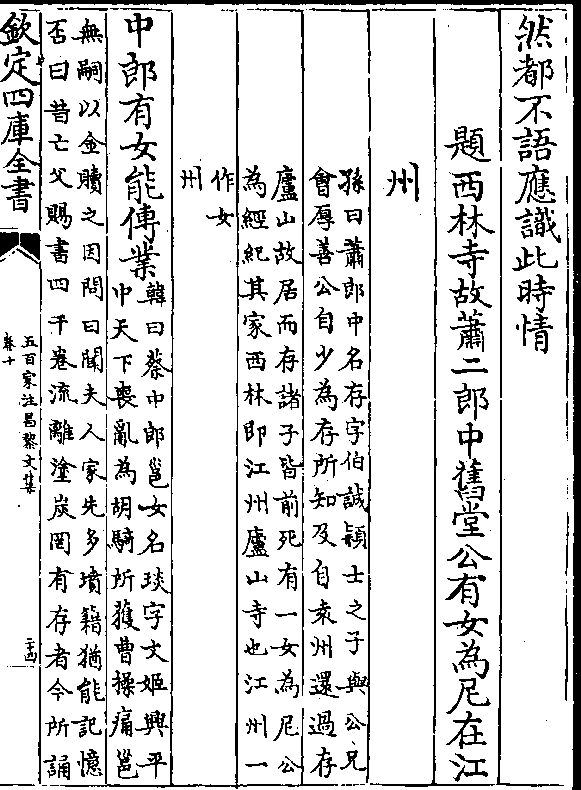 然都不語應識此時情
題西林寺故蕭二郎中舊堂公有女為尼在江
州
孫曰蕭郎中名存字伯誠頴士之子與公兄
會厚善公自少為存所知及自袁州還過存
廬山故居而存諸子皆前死有一女為尼公
為經紀其家西林即江州廬山寺也江州一
作女
州
中郎有女能傳業
韓曰蔡中郎邕女名琰字文姬興平
中天下喪亂為胡騎所獲曹操痛邕
無嗣以金贖之因問曰聞夫人家先多墳籍猶能記憶
否曰昔亡父賜書四千卷流離塗炭罔有存者今所誦
欽定四庫全書
五百家注昌黎文集
卷十
二十四